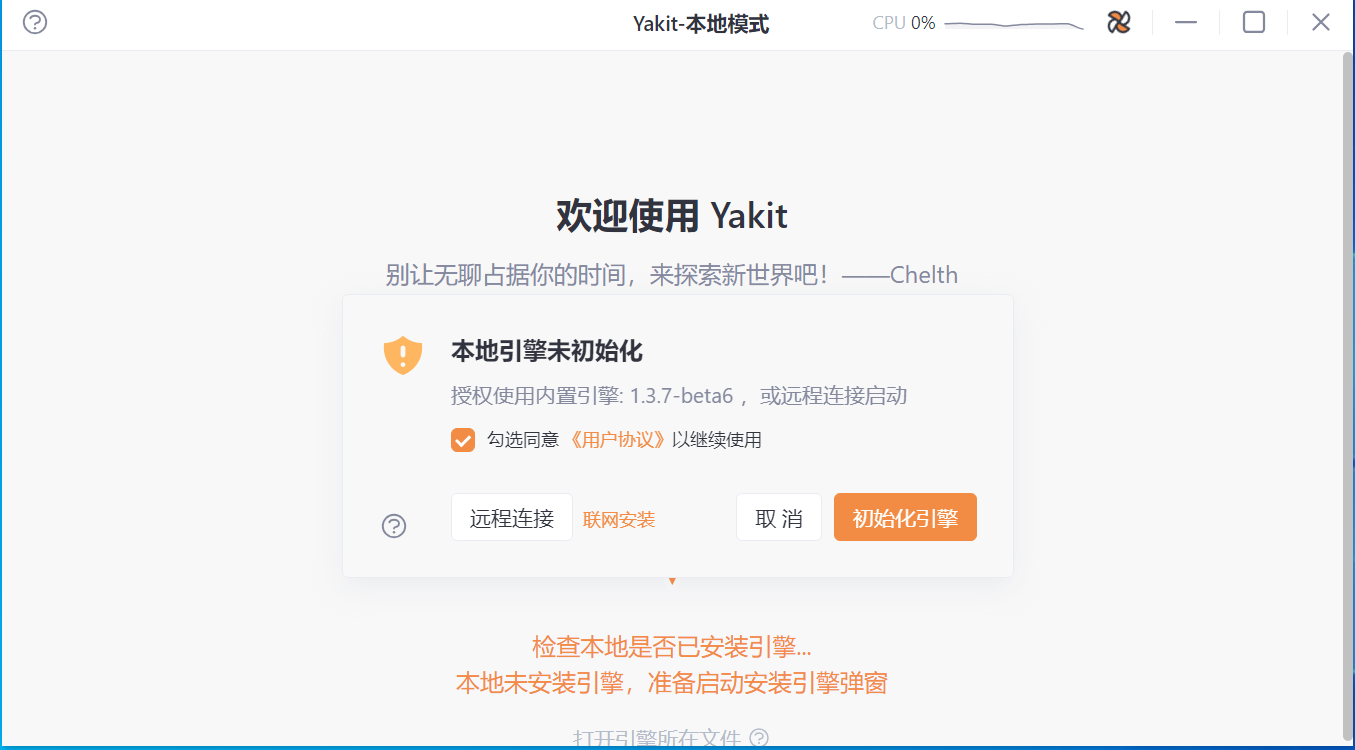 Yakit-本地模式 CPU 0%
欢迎使用 Yakit
别让无聊占据你的时间，来探索新世界吧！——Chelth
本地引擎未初始化
授权使用内置引擎: 1.3.7-beta6 ，或远程连接启动
勾选同意 《用户协议》以继续使用
远程连接 联网安装 取 消 初始化引擎
检查本地是否已安装引擎...
本地未安装引擎，准备启动安装引擎弹窗
打开引擎所在文件